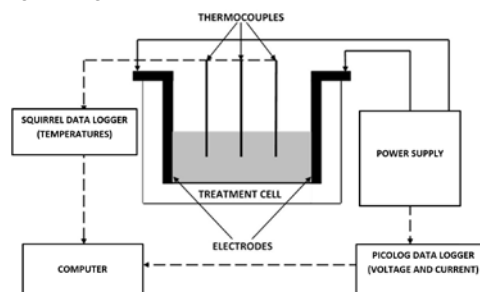 THERMOCOUPLES
SQUIRREL DATA LOGGER
(TEMPERATURES)
POWER SUPPLY
TREATMENT CELL
ELECTRODES
COMPUTER
PICOLOG DATA LOGGER
(VOLTAGE AND CURRENT)